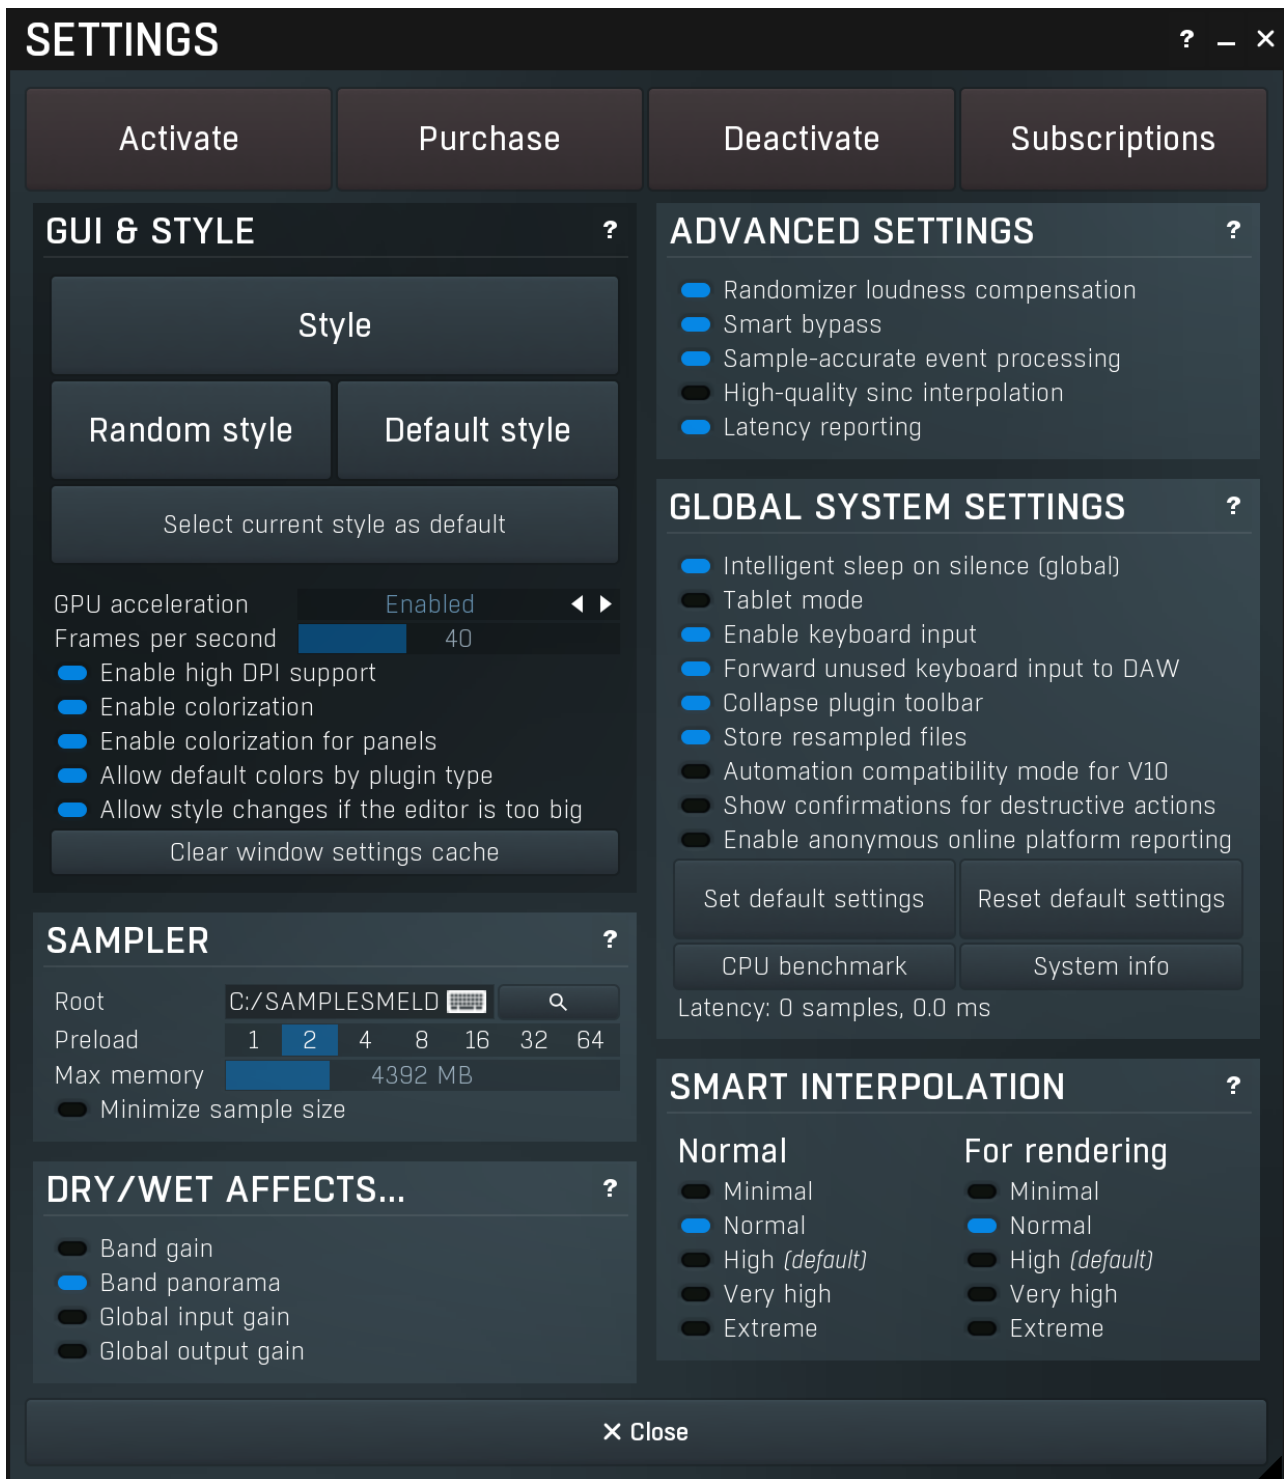 SETTINGS ? _ ✕
Activate Purchase Deactivate Subscriptions
GUI & STYLE ?
Style
Random style Default style
Select current style as default
GPU acceleration Enabled
Frames per second 40
Enable high DPI support
Enable colorization
Enable colorization for panels
Allow default colors by plugin type
Allow style changes if the editor is too big
Clear window settings cache
SAMPLER ?
Root C:/SAMPLESMELD
Preload 1 2 4 8 16 32 64
Max memory 4392 MB
Minimize sample size
DRY/WET AFFECTS... ?
Band gain
Band panorama
Global input gain
Global output gain
ADVANCED SETTINGS ?
Randomizer loudness compensation
Smart bypass
Sample-accurate event processing
High-quality sinc interpolation
Latency reporting
GLOBAL SYSTEM SETTINGS ?
Intelligent sleep on silence (global)
Tablet mode
Enable keyboard input
Forward unused keyboard input to DAW
Collapse plugin toolbar
Store resampled files
Automation compatibility mode for V10
Show confirmations for destructive actions
Enable anonymous online platform reporting
Set default settings Reset default settings
CPU benchmark System info
Latency: 0 samples, 0.0 ms
SMART INTERPOLATION ?
Normal For rendering
Minimal Minimal
Normal Normal
High (default) High (default)
Very high Very high
Extreme Extreme
✕ Close